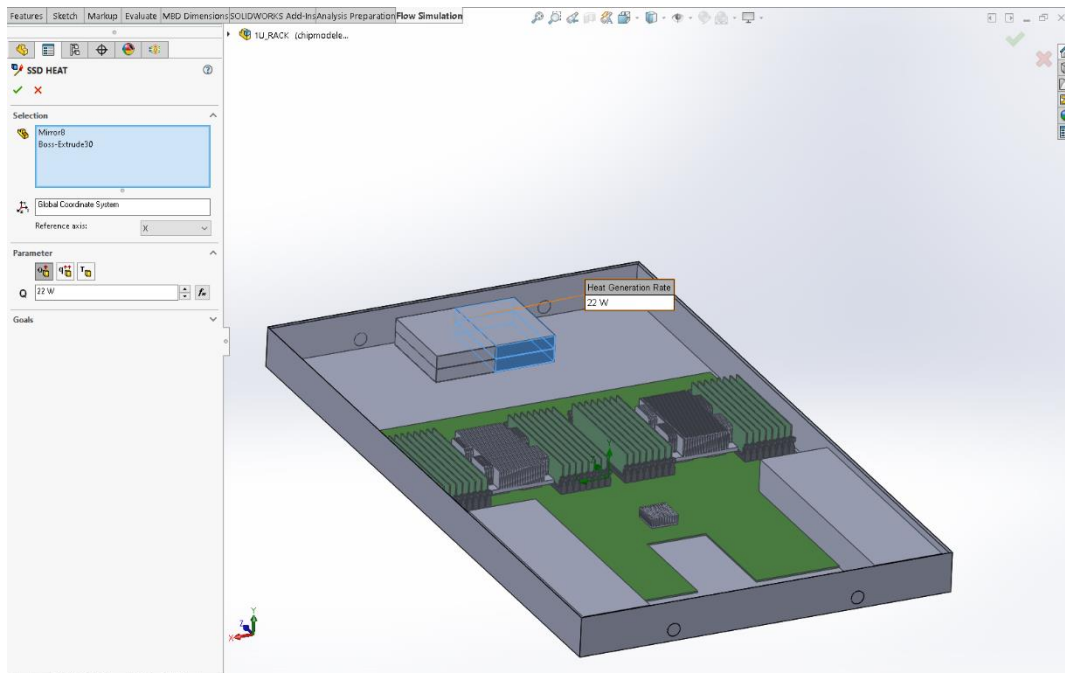 Features Sketch Markup Evaluate MBD Dimensions SOLIDWORKS Add-Ins Analysis Preparation Flow Simulation
1U_RACK (chipmodele...
SSD HEAT
Selection
Mirror8
Boss-Extrude30
Global Coordinate System
Reference axis: X
Parameter
Q 22 W
Goals
Heat Generation Rate
22 W
Y
Z
X